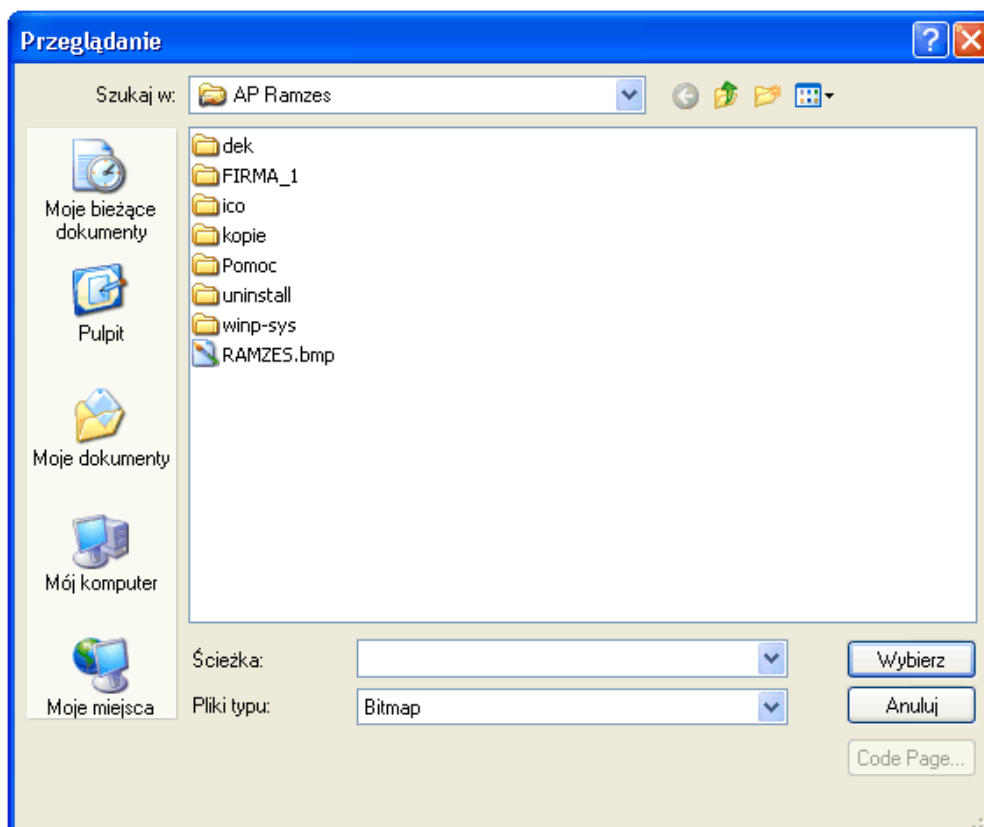 Przeglądanie
Szukaj w:
AP Ramzes
Moje bieżące
dokumenty
Pulpit
Moje dokumenty
Mój komputer
Moje miejsca
dek
FIRMA_1
ico
kopie
Pomoc
uninstall
winp-sys
RAMZES.bmp
Ścieżka:
Wybierz
Pliki typu:
Bitmap
Anuluj
Code Page...